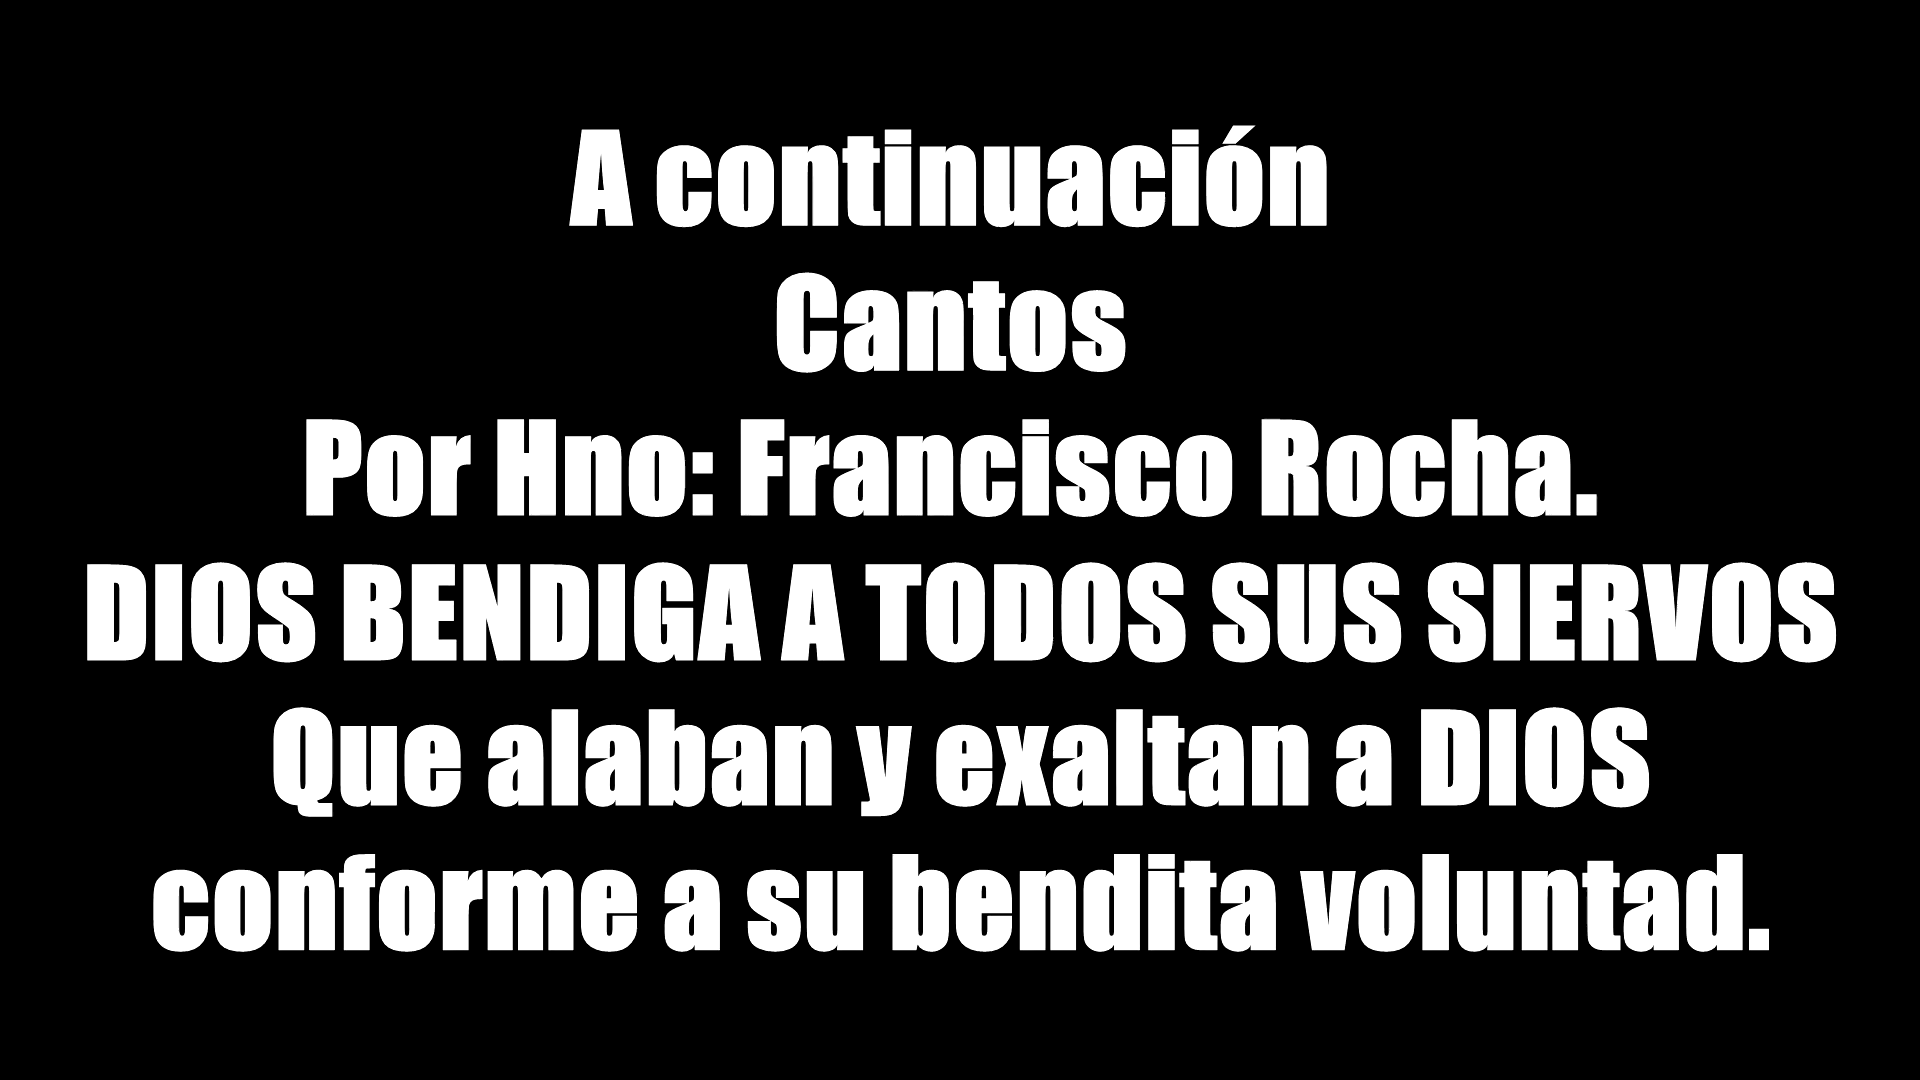 A continuación
Cantos
Por Hno: Francisco Rocha.
DIOS BENDIGA A TODOS SUS SIERVOS
Que alaban y exaltan a DIOS
conforme a su bendita voluntad.